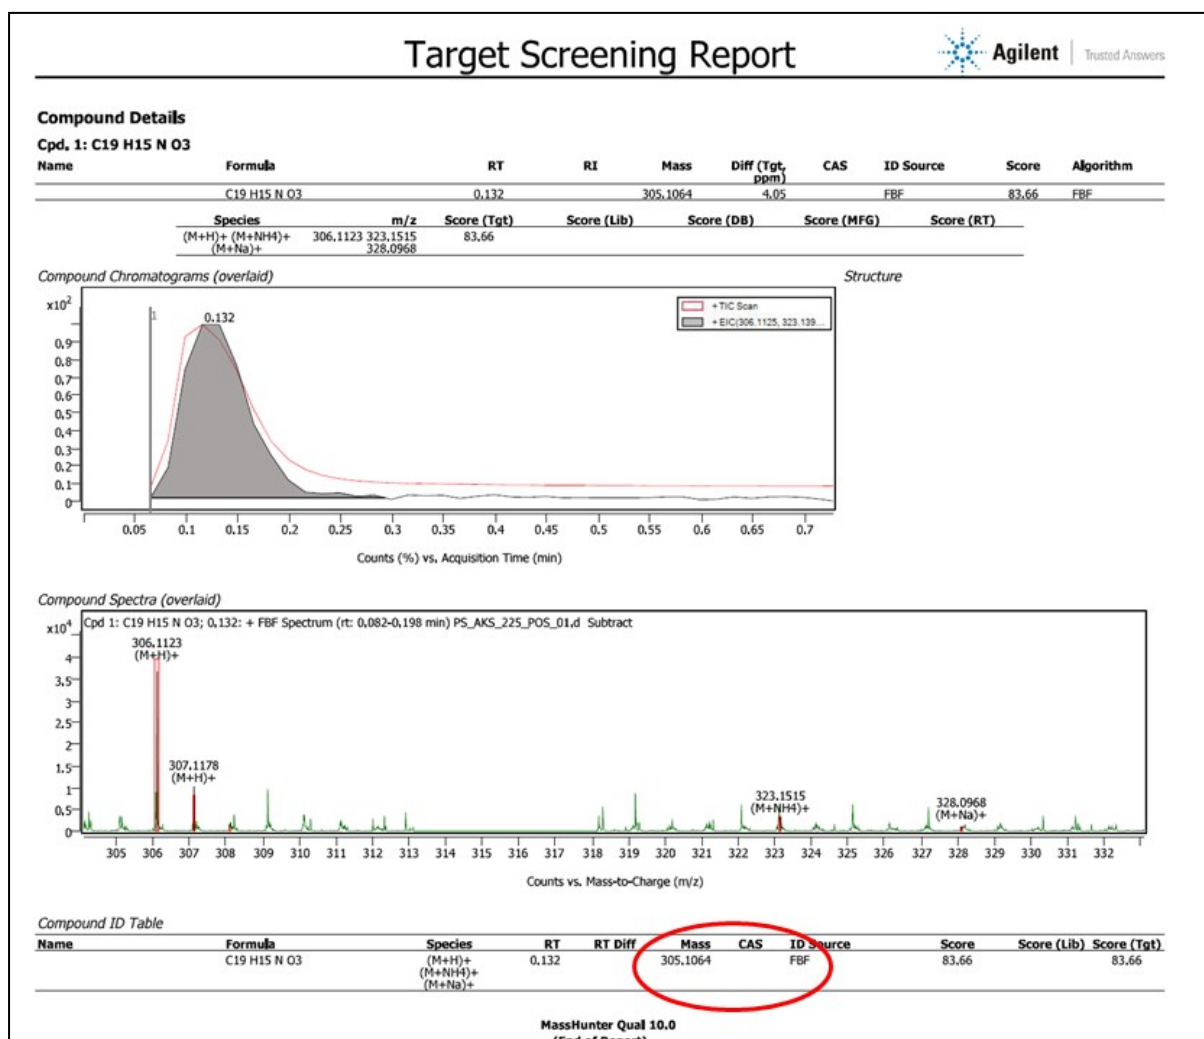 Target Screening Report
Agilent | Trusted Answers
Compound Details
Cpd. 1: C19 H15 N O3
Name Formula RT RI Mass Diff (Tgt, ppm) CAS ID Source Score Algorithm
C19 H15 N O3 0.132 305.1064 4.05 FBF 83.66 FBF
Species m/z Score (Tgt) Score (Lib) Score (DB) Score (MFG) Score (RT)
(M+H)+ (M+NH4)+ 306.1123 323.1515 83.66
(M+Na)+ 328.0968
Compound Chromatograms (overlaid) Structure
x10²
1
0.132
+ TIC Scan
+ EIC(306.1125, 323.139...
0.9
0.8
0.7
0.6
0.5
0.4
0.3
0.2
0.1
0
0.05 0.1 0.15 0.2 0.25 0.3 0.35 0.4 0.45 0.5 0.55 0.6 0.65 0.7
Counts (%) vs. Acquisition Time (min)
Compound Spectra (overlaid)
x10⁴
Cpd 1: C19 H15 N O3; 0.132: + FBF Spectrum (rt: 0.082-0.198 min) PS_AKS_225_POS_01.d Subtract
306.1123
(M+H)+
307.1178
(M+H)+
323.1515
(M+NH4)+
328.0968
(M+Na)+
4
3.5
3
2.5
2
1.5
1
0.5
0
305 306 307 308 309 310 311 312 313 314 315 316 317 318 319 320 321 322 323 324 325 326 327 328 329 330 331 332
Counts vs. Mass-to-Charge (m/z)
Compound ID Table
Name Formula Species RT RT Diff Mass CAS ID Source Score Score (Lib) Score (Tgt)
C19 H15 N O3 (M+H)+ 0.132 305.1064 FBF 83.66 83.66
(M+NH4)+
(M+Na)+
MassHunter Qual 10.0
(End of Report)